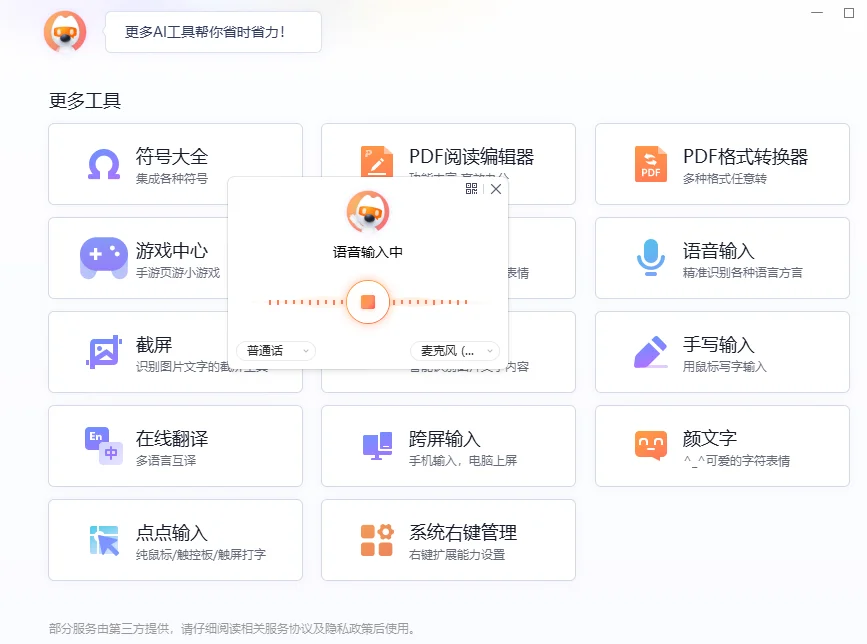 更多AI工具帮你省时省力！
更多工具
符号大全
集成各种符号
PDF阅读编辑器
PDF格式转换器
多种格式任意转
语音输入中
普通话
麦克风 (...
游戏中心
手游页游小游戏
表情
语音输入
精准识别各种语言方言
截屏
识别图片文字的截屏工具
手写输入
用鼠标写字输入
En
中
在线翻译
多语言互译
跨屏输入
手机输入，电脑上屏
颜文字
^_^可爱的字符表情
点点输入
纯鼠标/触控板/触屏打字
系统右键管理
右键扩展能力设置
部分服务由第三方提供，请仔细阅读相关服务协议及隐私政策后使用。